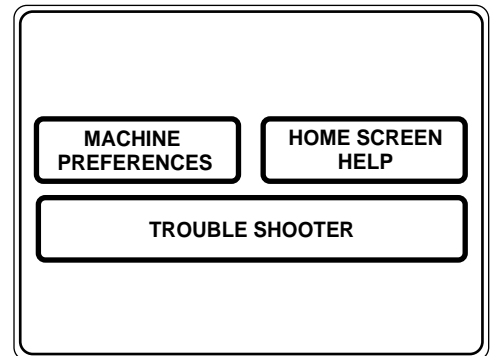 MACHINE
PREFERENCES
HOME SCREEN
HELP
TROUBLE SHOOTER